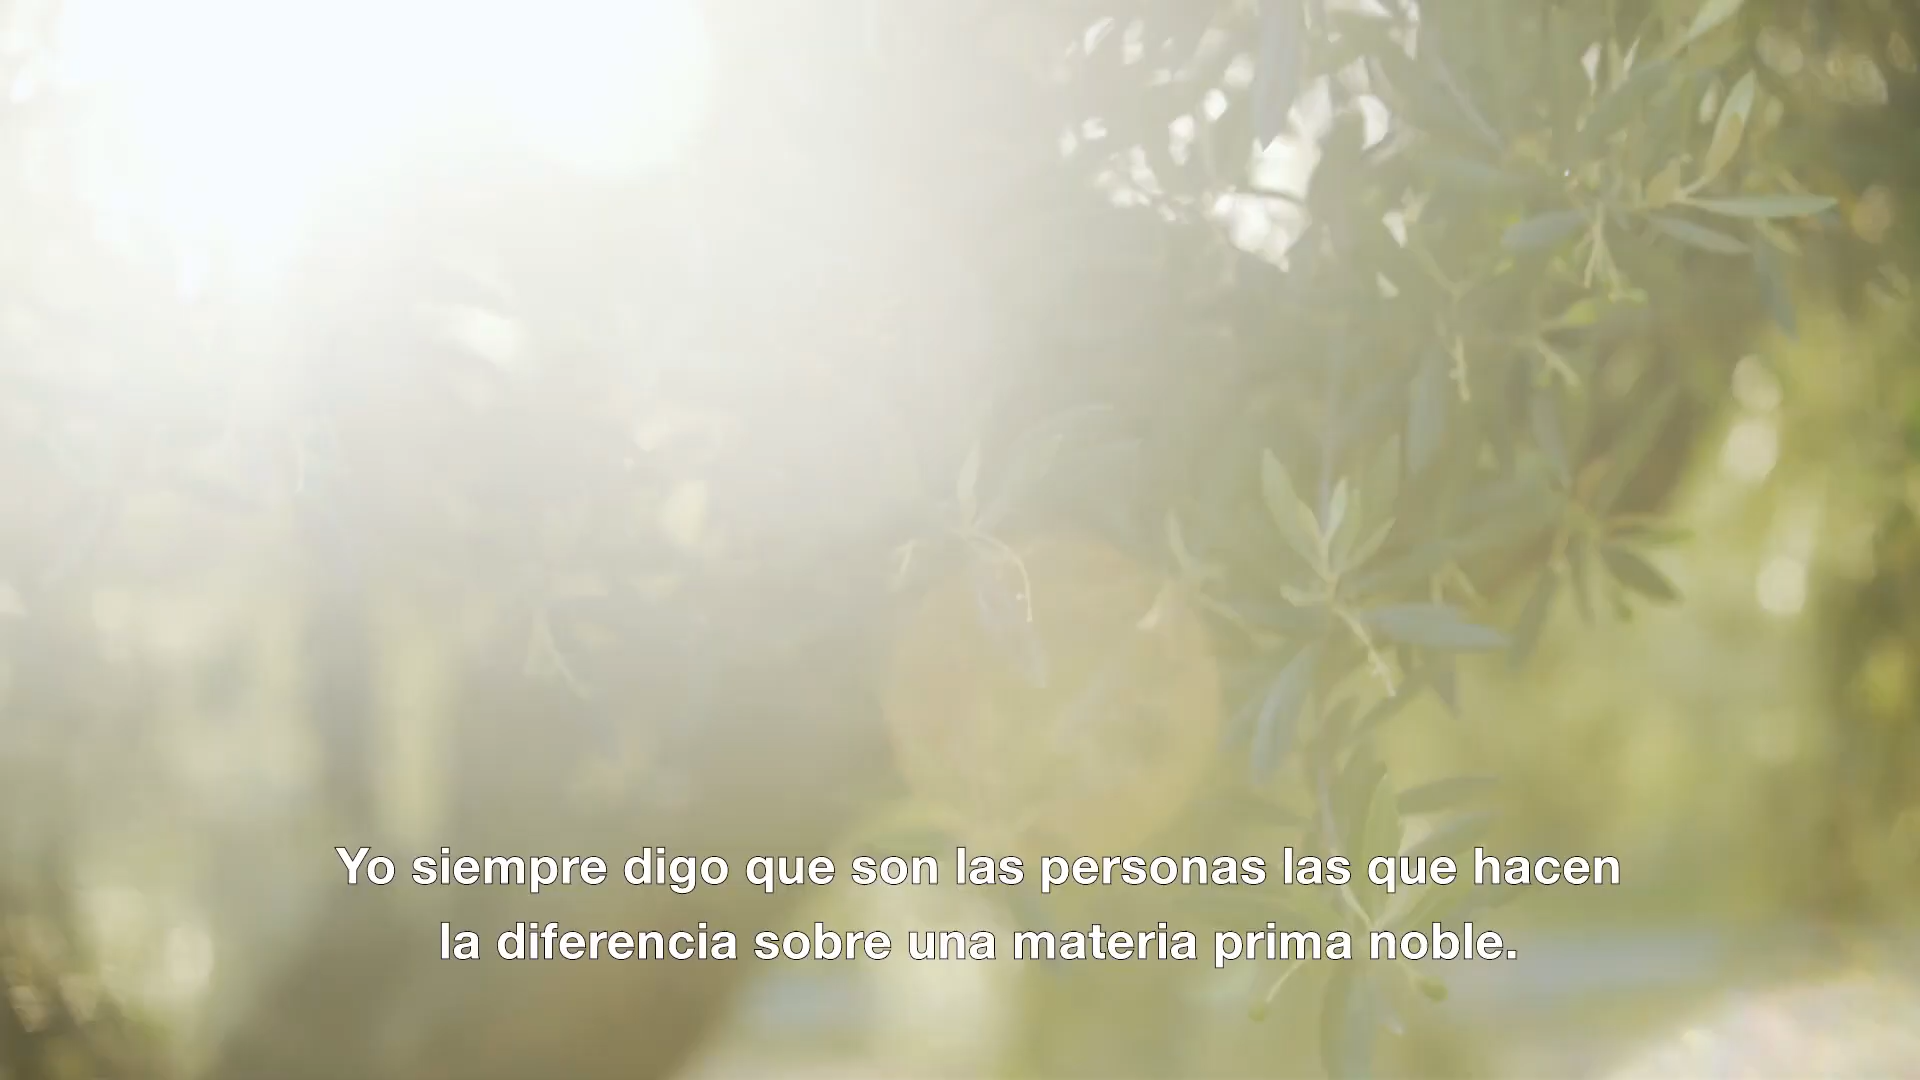 Yo siempre digo que son las personas las que hacen
la diferencia sobre una materia prima noble.